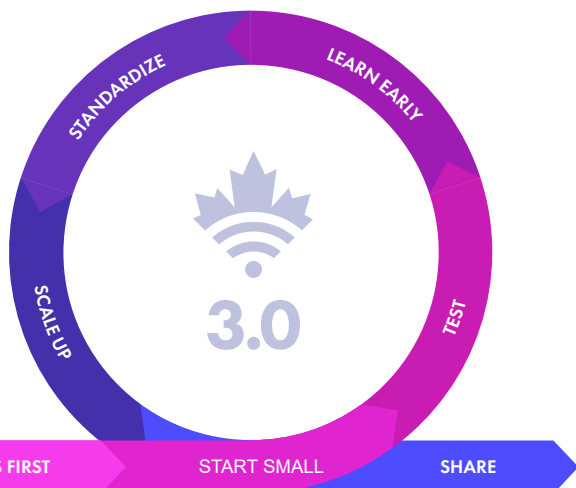 STANDARDIZE
LEARN EARLY
SCALE UP
3.0
TEST
FIRST
START SMALL
SHARE